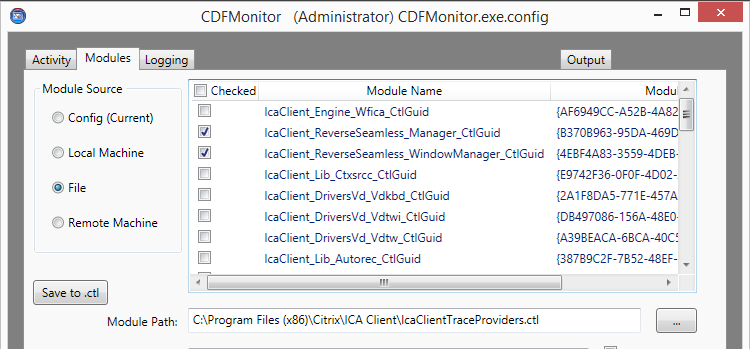 CDFMonitor (Administrator) CDFMonitor.exe.config
Activity Modules Logging Output
Module Source
Config (Current)
Local Machine
File
Remote Machine
Checked Module Name Modul
IcaClient_Engine_Wfica_CtlGuid {AF6949CC-A52B-4A82
IcaClient_ReverseSeamless_Manager_CtlGuid {B370B963-95DA-469D
IcaClient_ReverseSeamless_WindowManager_CtlGuid {4EBF4A83-3559-4DEB-
IcaClient_Lib_Ctxsrcc_CtlGuid {E9742F36-0F0F-4D02-
IcaClient_DriversVd_Vdkbd_CtlGuid {2A1F8DA5-771E-457A
IcaClient_DriversVd_Vdtwi_CtlGuid {DB497086-156A-48E0-
IcaClient_DriversVd_Vdtw_CtlGuid {A39BEACA-6BCA-40C5
IcaClient_Lib_Autorec_CtlGuid {387B9C2F-7B52-48EF-
Save to .ctl
Module Path: C:\Program Files (x86)\Citrix\ICA Client\IcaClientTraceProviders.ctl ...